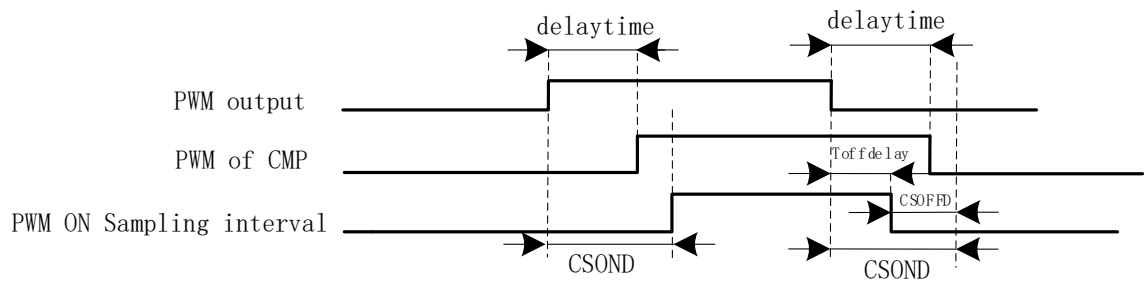 delaytime
delaytime
PWM output
PWM of CMP
Toffdelay
CSOFFD
PWM ON Sampling interval
CSOND
CSOND